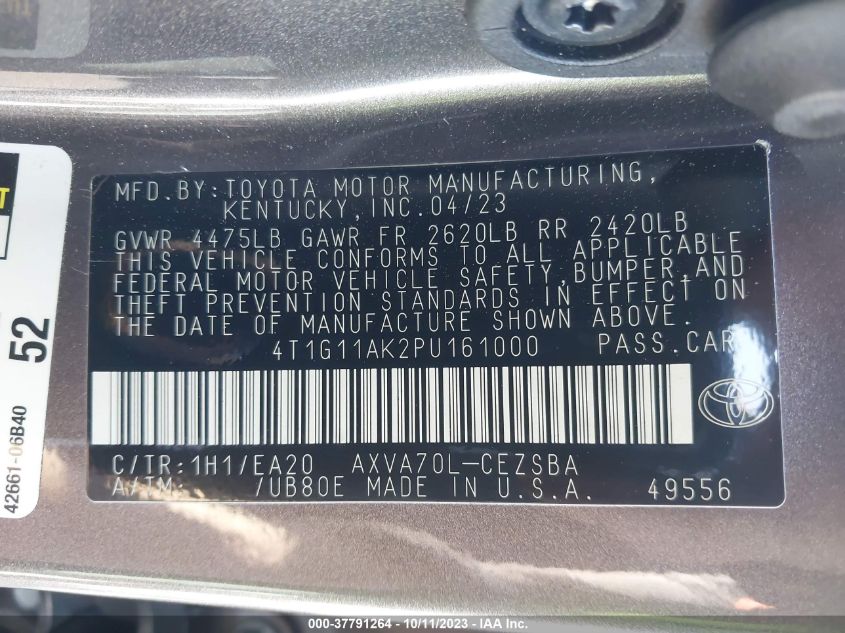 MFD.BY:TOYOTA MOTOR MANUFACTURING,
KENTUCKY,INC.04/23
GVWR 4475LB GAWR FR 2620LB RR 2420LB
THIS VEHICLE CONFORMS TO ALL APPLICABLE
FEDERAL MOTOR VEHICLE SAFETY,BUMPER,AND
THEFT PREVENTION STANDARDS IN EFFECT ON
THE DATE OF MANUFACTURE SHOWN ABOVE.
4T1G11AK2PU161000 PASS.CAR
C/TR:1H1/EA20 AXVA70L-CEZSBA
A/TM: /UB80E MADE IN U.S.A. 49556
52
42661-06B40
000-37791264 - 10/11/2023 - IAA